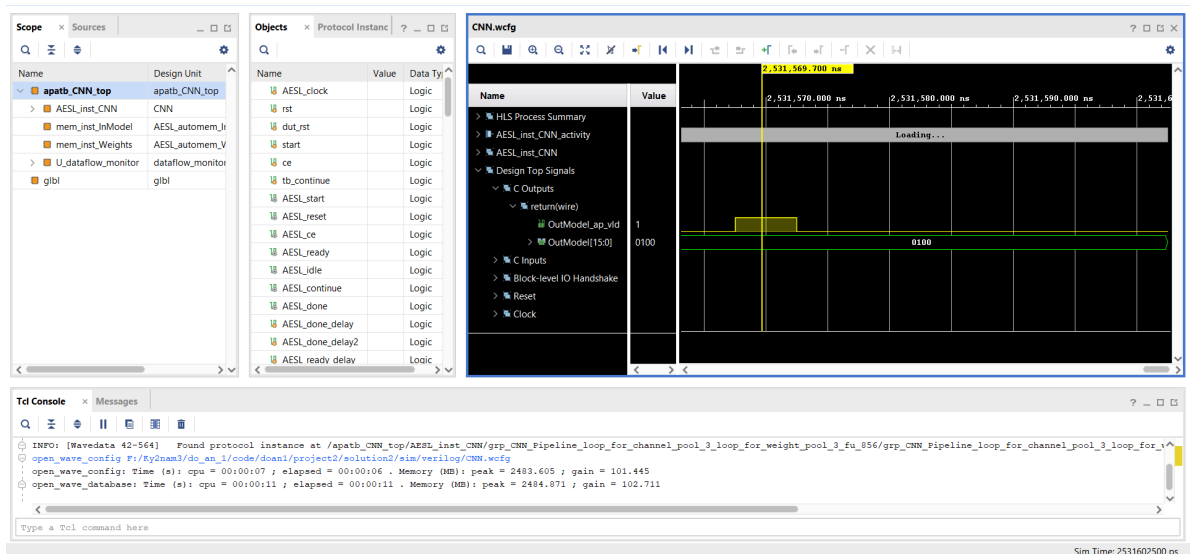 Scope × Sources
Name Design Unit
apatb_CNN_top apatb_CNN_top
AESL_inst_CNN CNN
mem_inst_InModel AESL_automem_In
mem_inst_Weights AESL_automem_W
U_dataflow_monitor dataflow_monitor
glbl glbl
Objects × Protocol Instanc ?
Name Value Data Ty
AESL_clock Logic
rst Logic
dut_rst Logic
start Logic
ce Logic
tb_continue Logic
AESL_start Logic
AESL_reset Logic
AESL_ce Logic
AESL_ready Logic
AESL_idle Logic
AESL_continue Logic
AESL_done Logic
AESL_done_delay Logic
AESL_done_delay2 Logic
AESL_ready_delay Logic
CNN.wcfg ?
2,531,569.700 ns
Name Value
2,531,570.000 ns 2,531,580.000 ns 2,531,590.000 ns 2,531,6
HLS Process Summary
AESL_inst_CNN_activity Loading...
AESL_inst_CNN
Design Top Signals
C Outputs
return(wire)
OutModel_ap_vld 1
OutModel[15:0] 0100 0100
C Inputs
Block-level IO Handshake
Reset
Clock
Tcl Console × Messages ?
INFO: [Wavedata 42-564] Found protocol instance at /apatb_CNN_top/AESL_inst_CNN/grp_CNN_Pipeline_loop_for_channel_pool_3_loop_for_weight_pool_3_fu_856/grp_CNN_Pipeline_loop_for_channel_pool_3_loop_for_w
open_wave_config F:/Ky2nam3/do_an_1/code/doan1/project2/solution2/sim/verilog/CNN.wcfg
open_wave_config: Time (s): cpu = 00:00:07 ; elapsed = 00:00:06 . Memory (MB): peak = 2483.605 ; gain = 101.445
open_wave_database: Time (s): cpu = 00:00:11 ; elapsed = 00:00:11 . Memory (MB): peak = 2484.871 ; gain = 102.711
Type a Tcl command here
Sim Time: 2531602500 ps